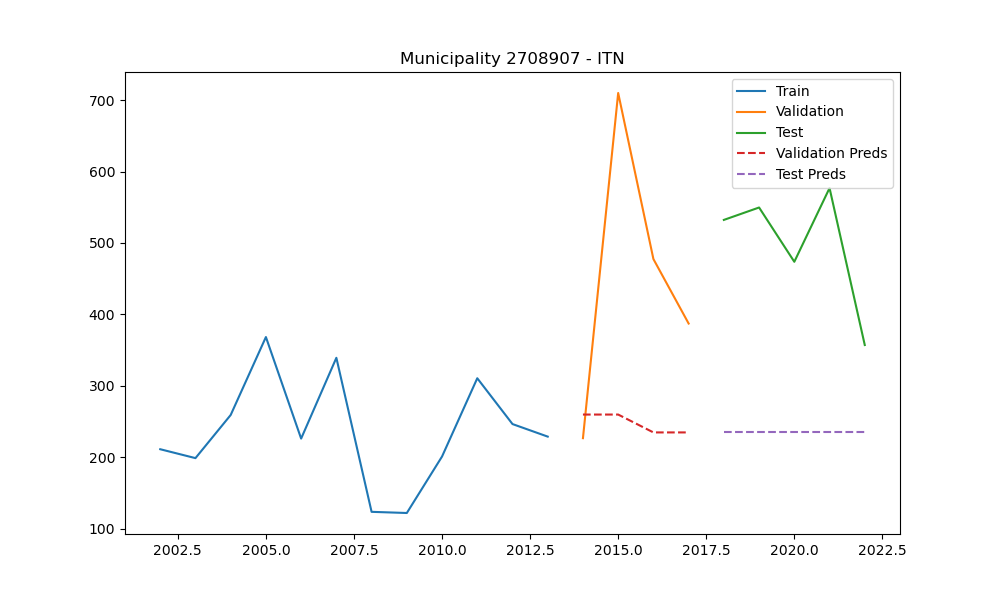 Municipality 2708907 - ITN
700
600
500
400
300
200
100
Train
Validation
Test
Validation Preds
Test Preds
2002.5 2005.0 2007.5 2010.0 2012.5 2015.0 2017.5 2020.0 2022.5